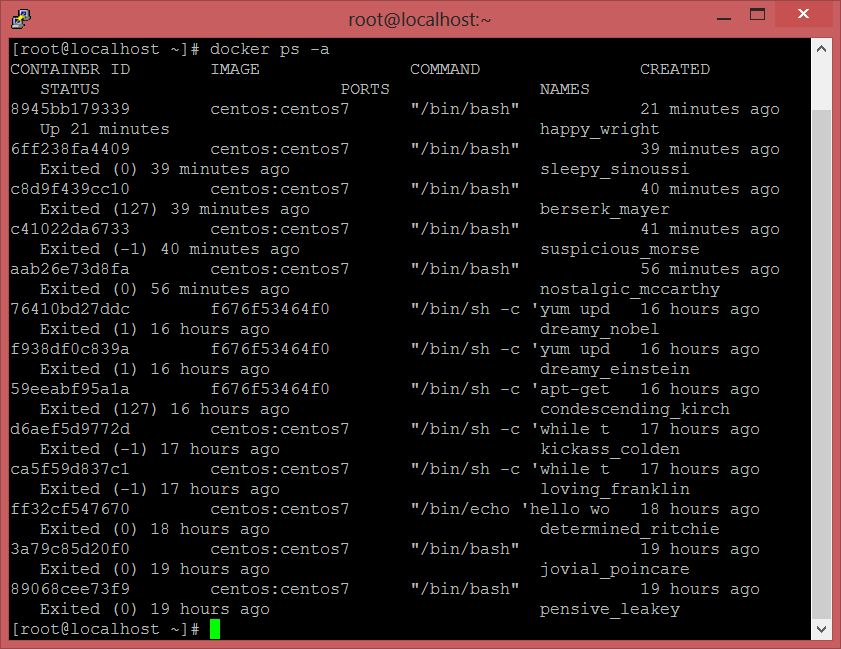 root@localhost:~
[root@localhost ~]# docker ps -a
CONTAINER ID        IMAGE               COMMAND                CREATED
   STATUS                        PORTS               NAMES
8945bb179339        centos:centos7      "/bin/bash"            21 minutes ago
   Up 21 minutes                                     happy_wright
6ff238fa4409        centos:centos7      "/bin/bash"            39 minutes ago
   Exited (0) 39 minutes ago                         sleepy_sinoussi
c8d9f439cc10        centos:centos7      "/bin/bash"            40 minutes ago
   Exited (127) 39 minutes ago                       berserk_mayer
c41022da6733        centos:centos7      "/bin/bash"            41 minutes ago
   Exited (-1) 40 minutes ago                        suspicious_morse
aab26e73d8fa        centos:centos7      "/bin/bash"            56 minutes ago
   Exited (0) 56 minutes ago                         nostalgic_mccarthy
76410bd27ddc        f676f53464f0        "/bin/sh -c 'yum upd   16 hours ago
   Exited (1) 16 hours ago                           dreamy_nobel
f938df0c839a        f676f53464f0        "/bin/sh -c 'yum upd   16 hours ago
   Exited (1) 16 hours ago                           dreamy_einstein
59eeabf95a1a        f676f53464f0        "/bin/sh -c 'apt-get   16 hours ago
   Exited (127) 16 hours ago                         condescending_kirch
d6aef5d9772d        centos:centos7      "/bin/sh -c 'while t   17 hours ago
   Exited (-1) 17 hours ago                          kickass_colden
ca5f59d837c1        centos:centos7      "/bin/sh -c 'while t   17 hours ago
   Exited (-1) 17 hours ago                          loving_franklin
ff32cf547670        centos:centos7      "/bin/echo 'hello wo   18 hours ago
   Exited (0) 18 hours ago                           determined_ritchie
3a79c85d20f0        centos:centos7      "/bin/bash"            19 hours ago
   Exited (0) 19 hours ago                           jovial_poincare
89068cee73f9        centos:centos7      "/bin/bash"            19 hours ago
   Exited (0) 19 hours ago                           pensive_leakey
[root@localhost ~]#